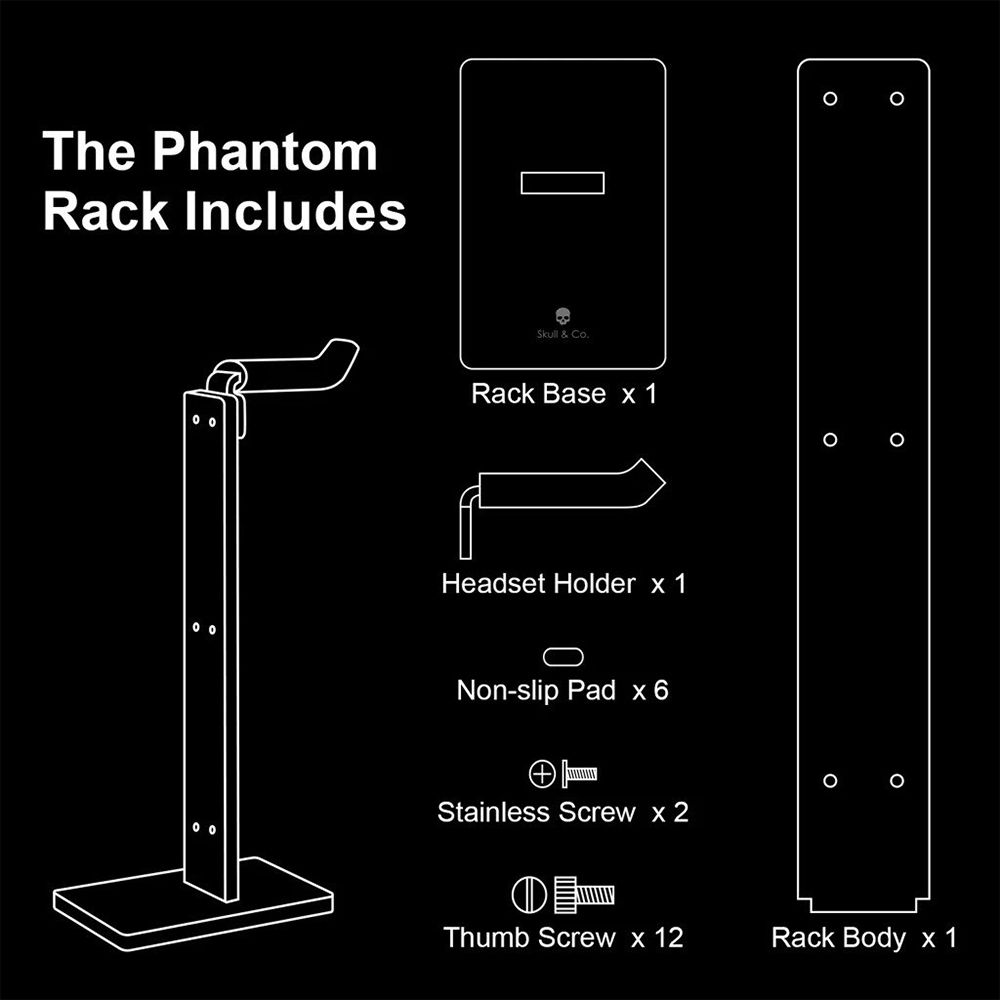 The Phantom
Rack Includes
Skull & Co.
Rack Base x 1
Headset Holder x 1
Non-slip Pad x 6
Stainless Screw x 2
Thumb Screw x 12
Rack Body x 1